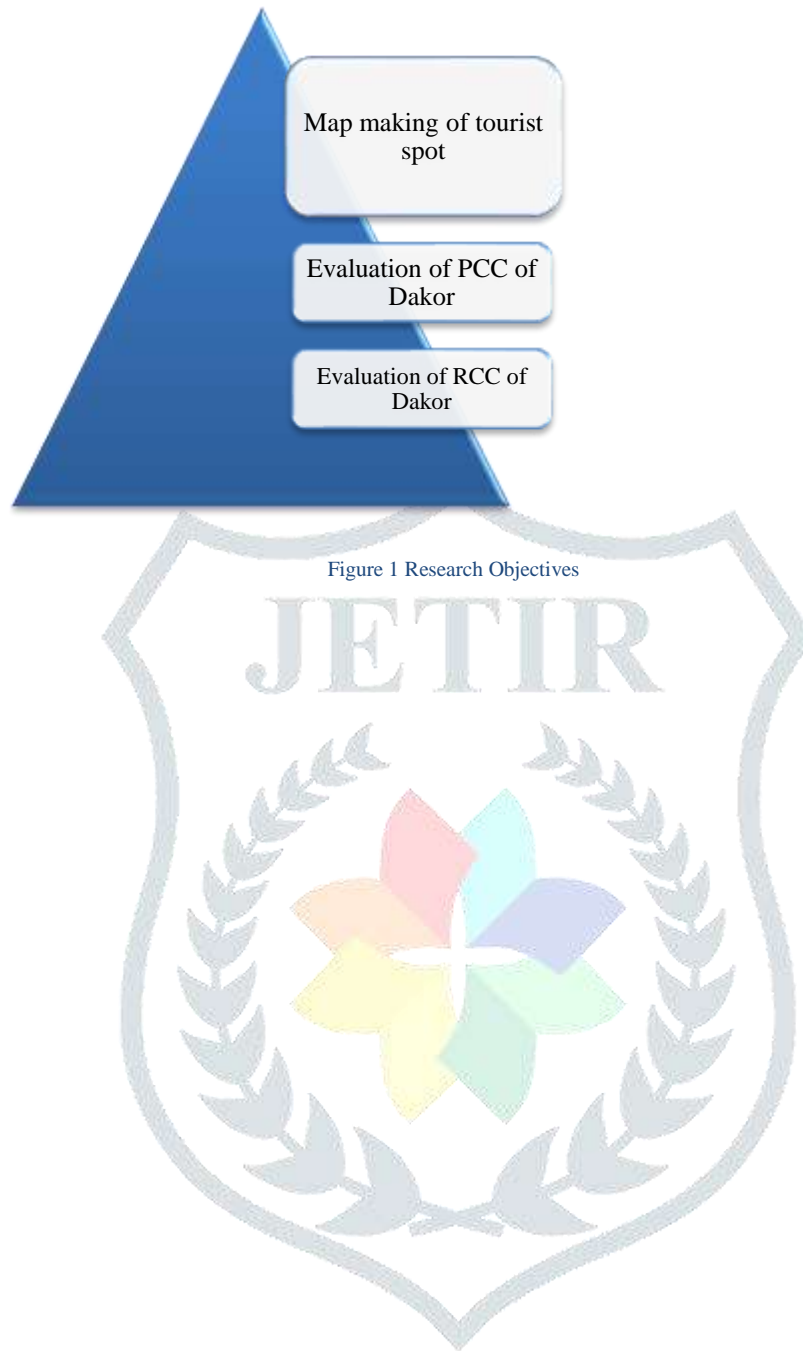 Map making of tourist
spot
Evaluation of PCC of
Dakor
Evaluation of RCC of
Dakor
Figure 1 Research Objectives
JETIR